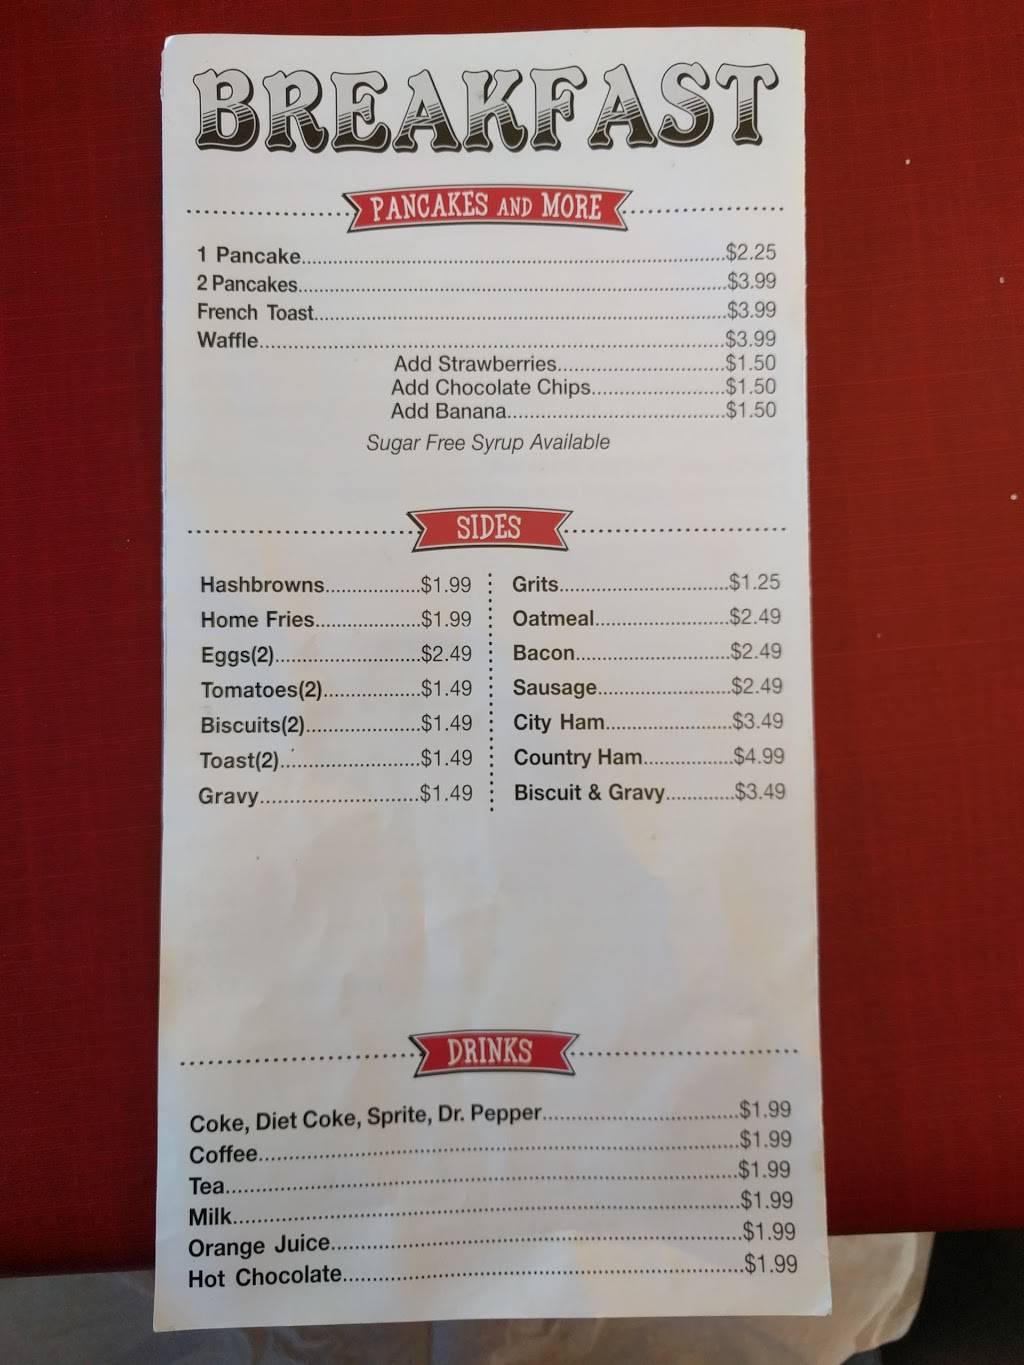 BREAKFAST
PANCAKES AND MORE
1 Pancake........$2.25
2 Pancakes........$3.99
French Toast........$3.99
Waffle........$3.99
Add Strawberries........$1.50
Add Chocolate Chips........$1.50
Add Banana........$1.50
Sugar Free Syrup Available
SIDES
Hashbrowns........$1.99
Home Fries........$1.99
Eggs(2)........$2.49
Tomatoes(2)........$1.49
Biscuits(2)........$1.49
Toast(2)........$1.49
Gravy........$1.49
Grits........$1.25
Oatmeal........$2.49
Bacon........$2.49
Sausage........$2.49
City Ham........$3.49
Country Ham........$4.99
Biscuit & Gravy........$3.49
DRINKS
Coke, Diet Coke, Sprite, Dr. Pepper........$1.99
Coffee........$1.99
Tea........$1.99
Milk........$1.99
Orange Juice........$1.99
Hot Chocolate........$1.99